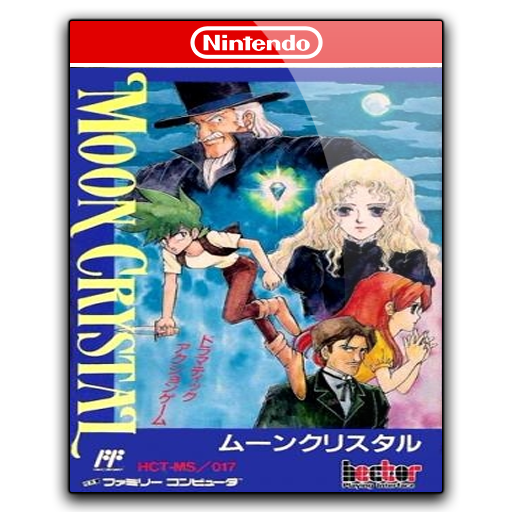 Nintendo
MOON CRYSTAL
ドラマティック
アクションゲーム
ムーンクリスタル
HCT-MS/017
ファミリー コンピュータ
hector
Playing Interface